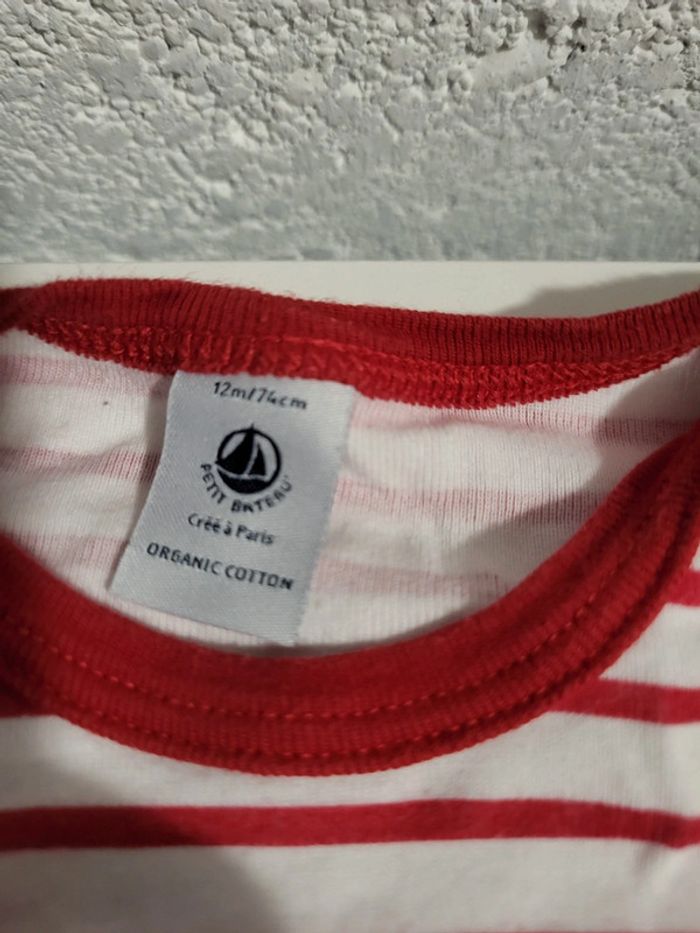 12m/74cm
PETIT BATEAU
Créé à Paris
ORGANIC COTTON